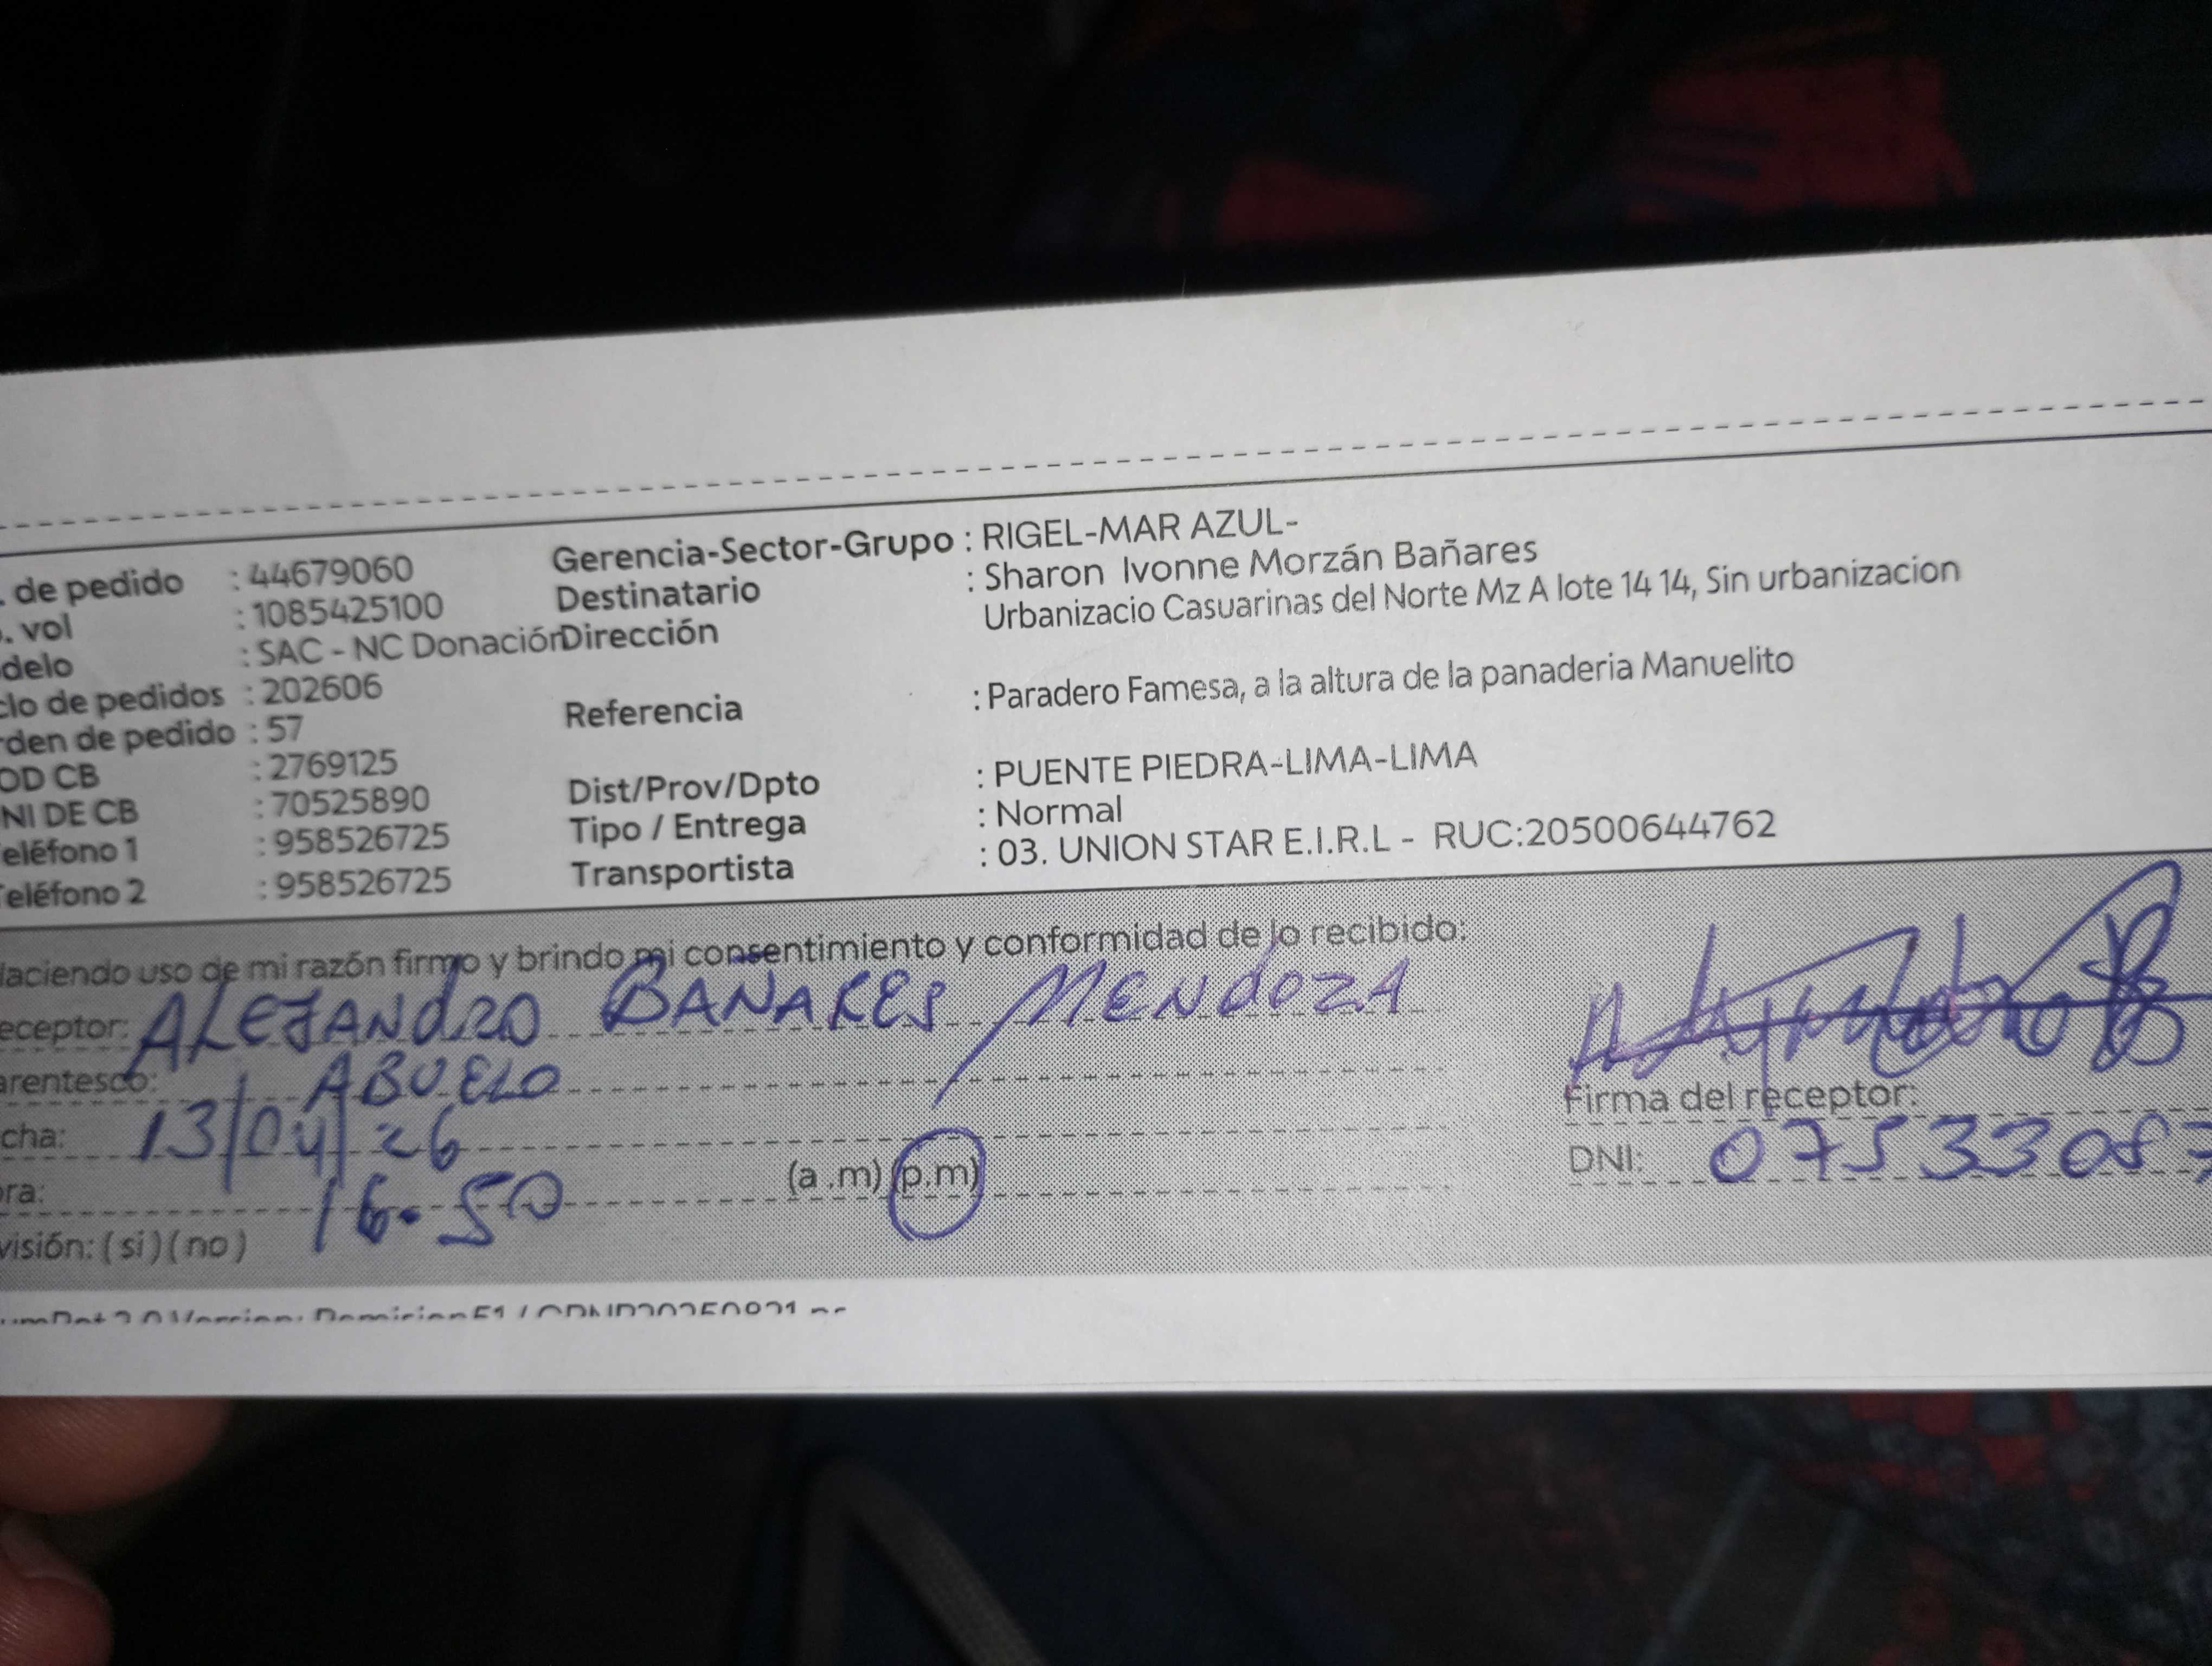 . de pedido : 44679060 Gerencia-Sector-Grupo : RIGEL-MAR AZUL-
. vol : 1085425100 Destinatario : Sharon Ivonne Morzán Bañares
delo : SAC - NC Donación Dirección Urbanizacio Casuarinas del Norte Mz A lote 14 14, Sin urbanizacion
clo de pedidos : 202606
rden de pedido : 57 Referencia : Paradero Famesa, a la altura de la panaderia Manuelito
OD CB : 2769125
NI DE CB : 70525890 Dist/Prov/Dpto : PUENTE PIEDRA-LIMA-LIMA
eléfono 1 : 958526725 Tipo / Entrega : Normal
eléfono 2 : 958526725 Transportista : 03. UNION STAR E.I.R.L - RUC:20500644762
Haciendo uso de mi razón firmo y brindo mi consentimiento y conformidad de lo recibido:
eceptor: ALEJANDRO BAÑARES MENDOZA
arentesco: ABUELO
Firma del receptor:
cha: 13/04/26
DNI: 0753308
ora: 16.50 (a .m) (p.m)
visión: (si) (no)